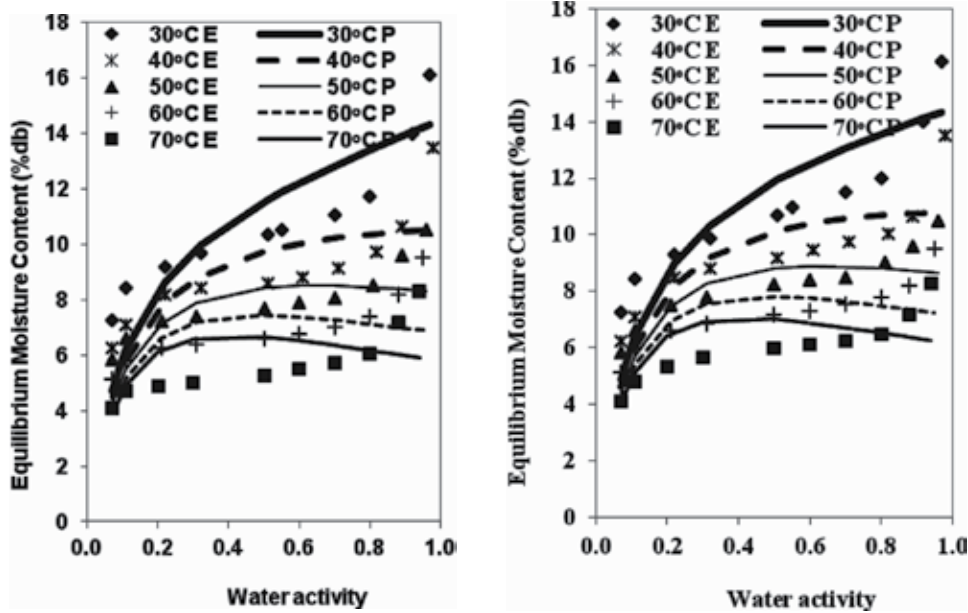 18
16
14
12
10
8
6
4
2
0
Equilibrium Moisture Content (%db)
30•CE 30•CP
40•CE 40•CP
50•CE 50•CP
60•CE 60•CP
70•CE 70•CP
0.0 0.2 0.4 0.6 0.8 1.0
Water activity
18
16
14
12
10
8
6
4
2
0
Equilibrium Moisture Content (%db)
30•CE 30•CP
40•CE 40•CP
50•CE 50•CP
60•CE 60•CP
70•CE 70•CP
0.0 0.2 0.4 0.6 0.8 1.0
Water activity